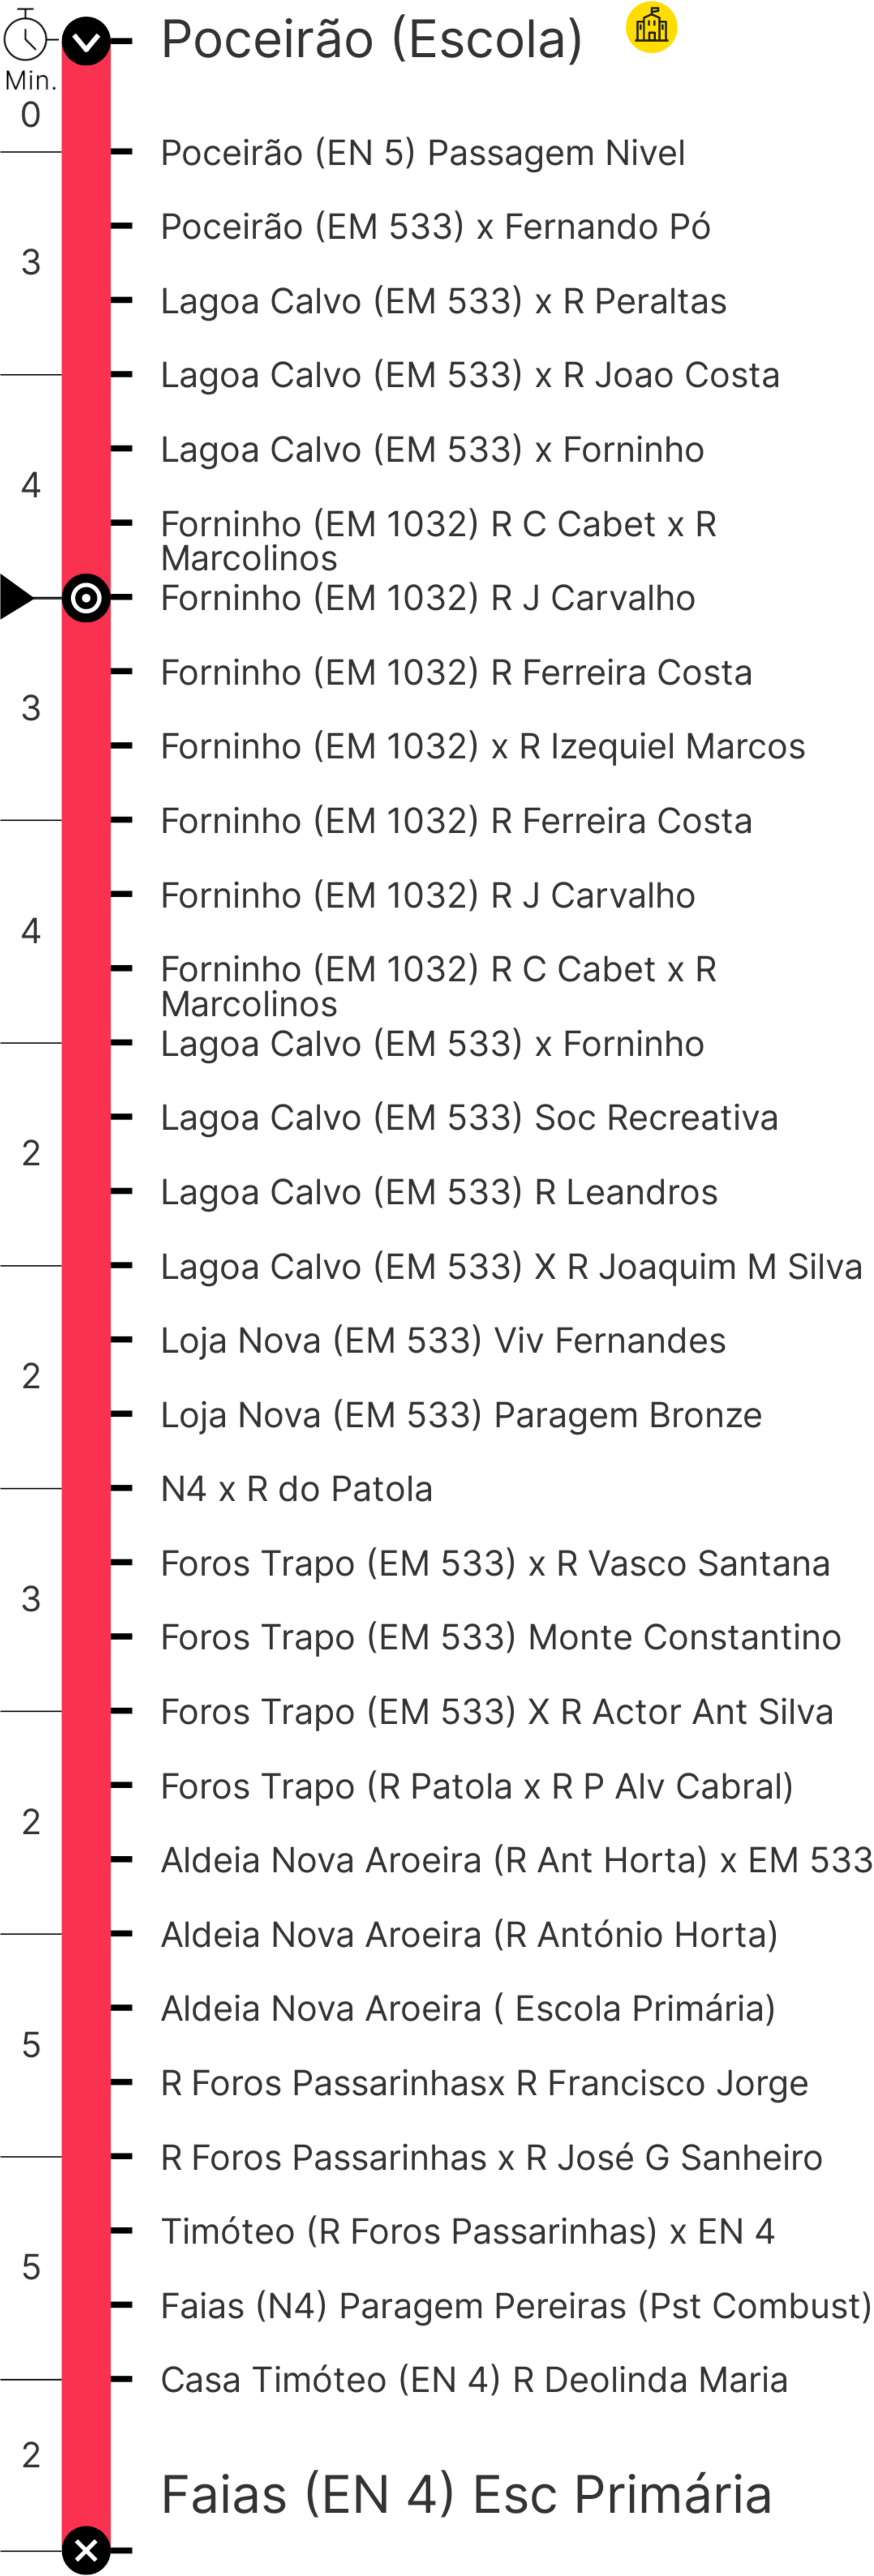 Poceirão (Escola)
Min.
0
Poceirão (EN 5) Passagem Nivel
Poceirão (EM 533) x Fernando Pó
3
Lagoa Calvo (EM 533) x R Peraltas
Lagoa Calvo (EM 533) x R Joao Costa
Lagoa Calvo (EM 533) x Forninho
4
Forninho (EM 1032) R C Cabet x R
Marcolinos
Forninho (EM 1032) R J Carvalho
Forninho (EM 1032) R Ferreira Costa
3
Forninho (EM 1032) x R Izequiel Marcos
Forninho (EM 1032) R Ferreira Costa
Forninho (EM 1032) R J Carvalho
4
Forninho (EM 1032) R C Cabet x R
Marcolinos
Lagoa Calvo (EM 533) x Forninho
Lagoa Calvo (EM 533) Soc Recreativa
2
Lagoa Calvo (EM 533) R Leandros
Lagoa Calvo (EM 533) X R Joaquim M Silva
Loja Nova (EM 533) Viv Fernandes
2
Loja Nova (EM 533) Paragem Bronze
N4 x R do Patola
Foros Trapo (EM 533) x R Vasco Santana
3
Foros Trapo (EM 533) Monte Constantino
Foros Trapo (EM 533) X R Actor Ant Silva
Foros Trapo (R Patola x R P Alv Cabral)
2
Aldeia Nova Aroeira (R Ant Horta) x EM 533
Aldeia Nova Aroeira (R António Horta)
Aldeia Nova Aroeira ( Escola Primária)
5
R Foros Passarinhasx R Francisco Jorge
R Foros Passarinhas x R José G Sanheiro
Timóteo (R Foros Passarinhas) x EN 4
5
Faias (N4) Paragem Pereiras (Pst Combust)
Casa Timóteo (EN 4) R Deolinda Maria
2
Faias (EN 4) Esc Primária